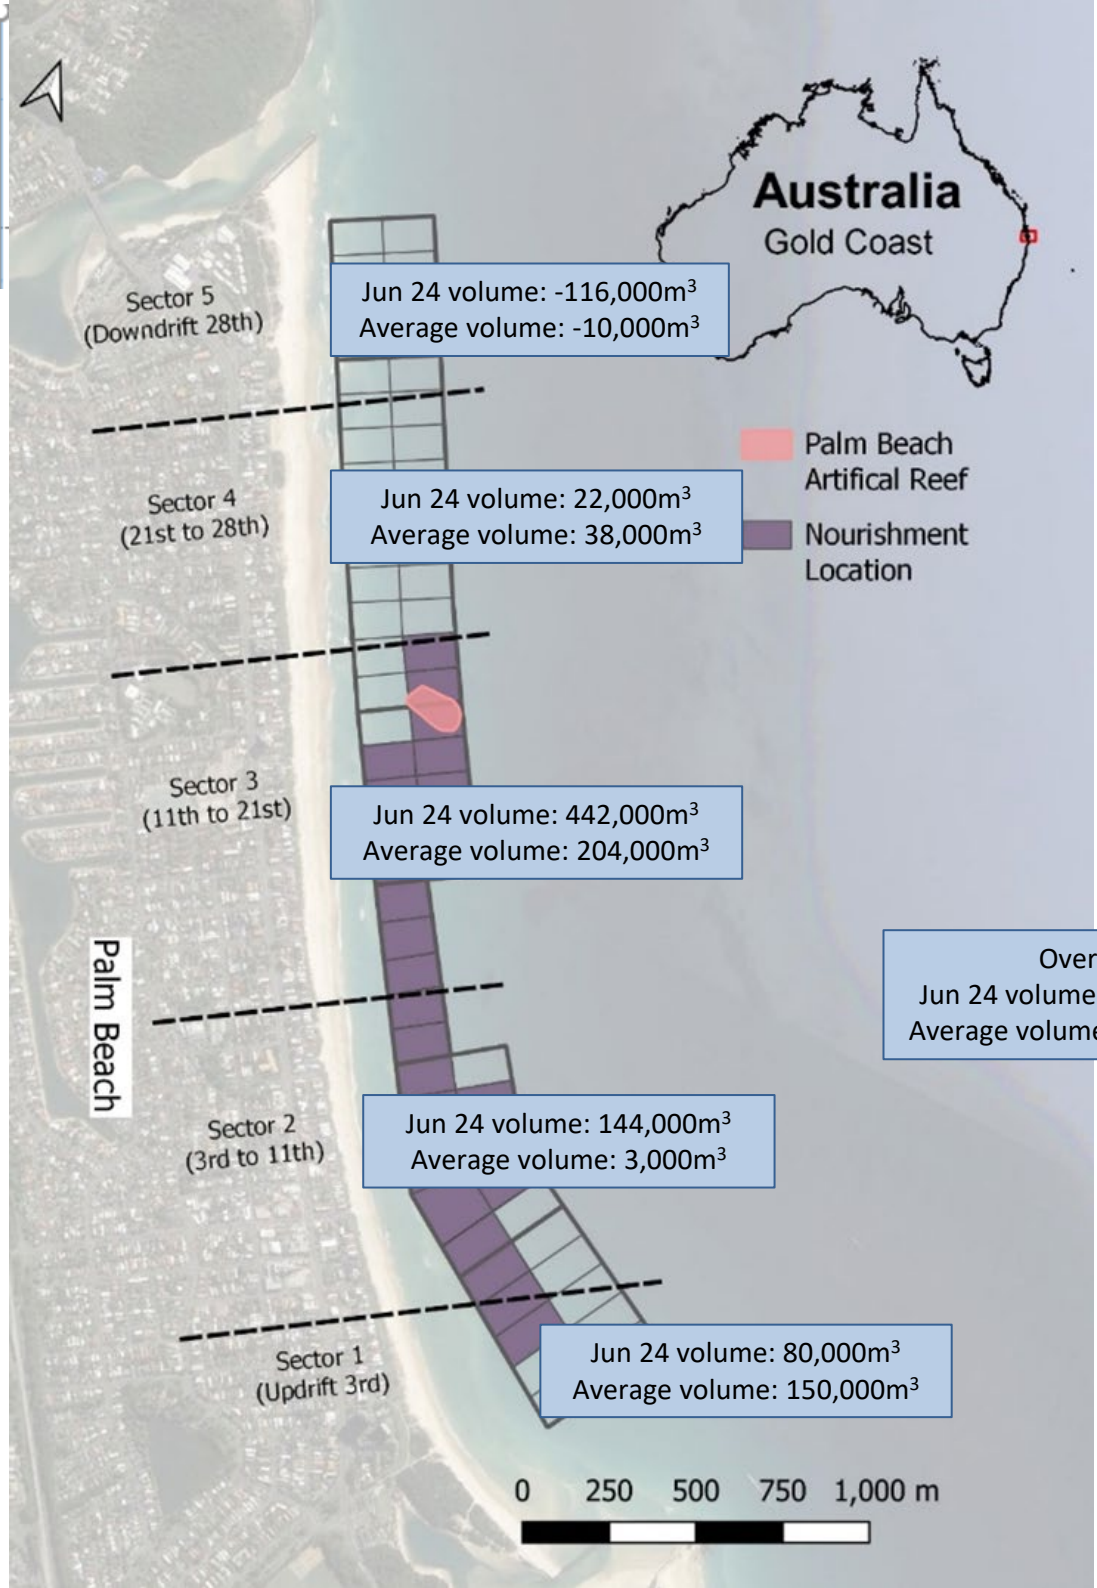 Australia
Gold Coast
Sector 5
(Downdrift 28th)
Jun 24 volume: -116,000m³
Average volume: -10,000m³
Palm Beach
Artifical Reef
Nourishment
Location
Sector 4
(21st to 28th)
Jun 24 volume: 22,000m³
Average volume: 38,000m³
Sector 3
(11th to 21st)
Jun 24 volume: 442,000m³
Average volume: 204,000m³
Palm Beach
Over
Jun 24 volume
Average volume
Sector 2
(3rd to 11th)
Jun 24 volume: 144,000m³
Average volume: 3,000m³
Sector 1
(Updrift 3rd)
Jun 24 volume: 80,000m³
Average volume: 150,000m³
0 250 500 750 1,000 m